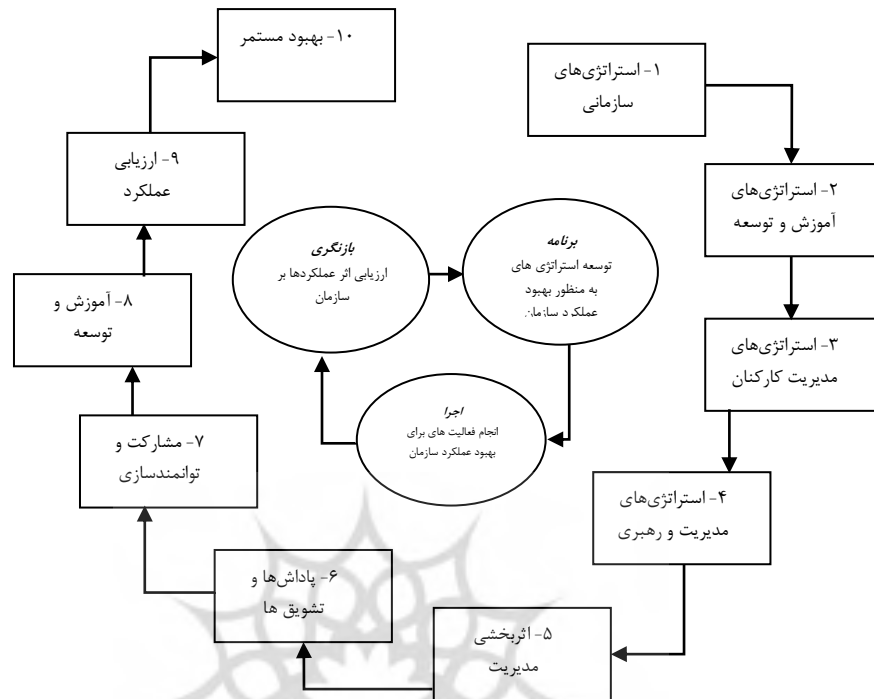 ۱- استراتژی‌های
سازمانی
۲- استراتژی‌های
آموزش و توسعه
۳- استراتژی‌های
مدیریت کارکنان
۴- استراتژی‌های
مدیریت و رهبری
۵- اثربخشی
مدیریت
۶- پاداش‌ها و
تشویق ها
۷- مشارکت و
توانمندسازی
۸- آموزش و
توسعه
۹- ارزیابی
عملکرد
۱۰- بهبود مستمر
برنامه
توسعه استراتژی های
به منظور بهبود
عملکرد سازمان.
اجرا
انجام فعالیت های برای
بهبود عملکرد سازمان
بازنگری
ارزیابی اثر عملکردها بر
سازمان